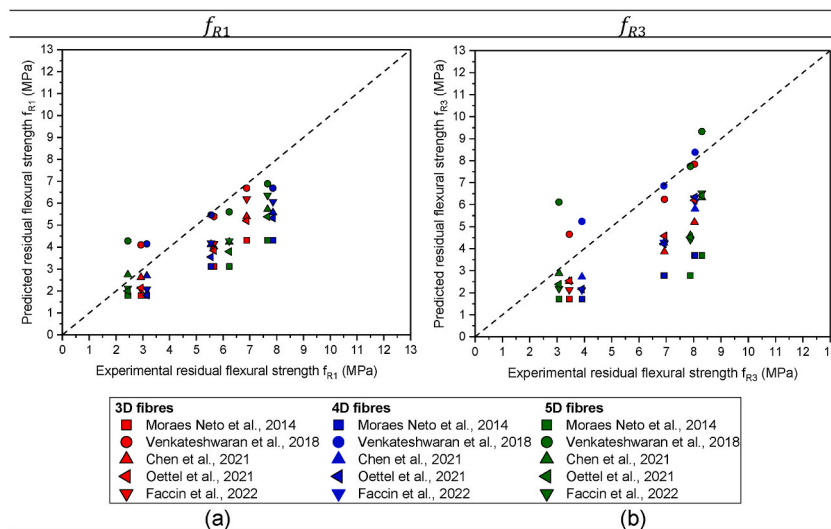 f_R1 f_R3
Predicted residual flexural strength f_R1 (MPa)
13
12
11
10
9
8
7
6
5
4
3
2
1
0
0 1 2 3 4 5 6 7 8 9 10 11 12 13
Experimental residual flexural strength f_R1 (MPa)
Predicted residual flexural strength f_R3 (MPa)
13
12
11
10
9
8
7
6
5
4
3
2
1
0
0 1 2 3 4 5 6 7 8 9 10 11 12 13
Experimental residual flexural strength f_R3 (MPa)
3D fibres 4D fibres 5D fibres
Moraes Neto et al., 2014 Moraes Neto et al., 2014 Moraes Neto et al., 2014
Venkateshwaran et al., 2018 Venkateshwaran et al., 2018 Venkateshwaran et al., 2018
Chen et al., 2021 Chen et al., 2021 Chen et al., 2021
Oettel et al., 2021 Oettel et al., 2021 Oettel et al., 2021
Faccin et al., 2022 Faccin et al., 2022 Faccin et al., 2022
(a) (b)